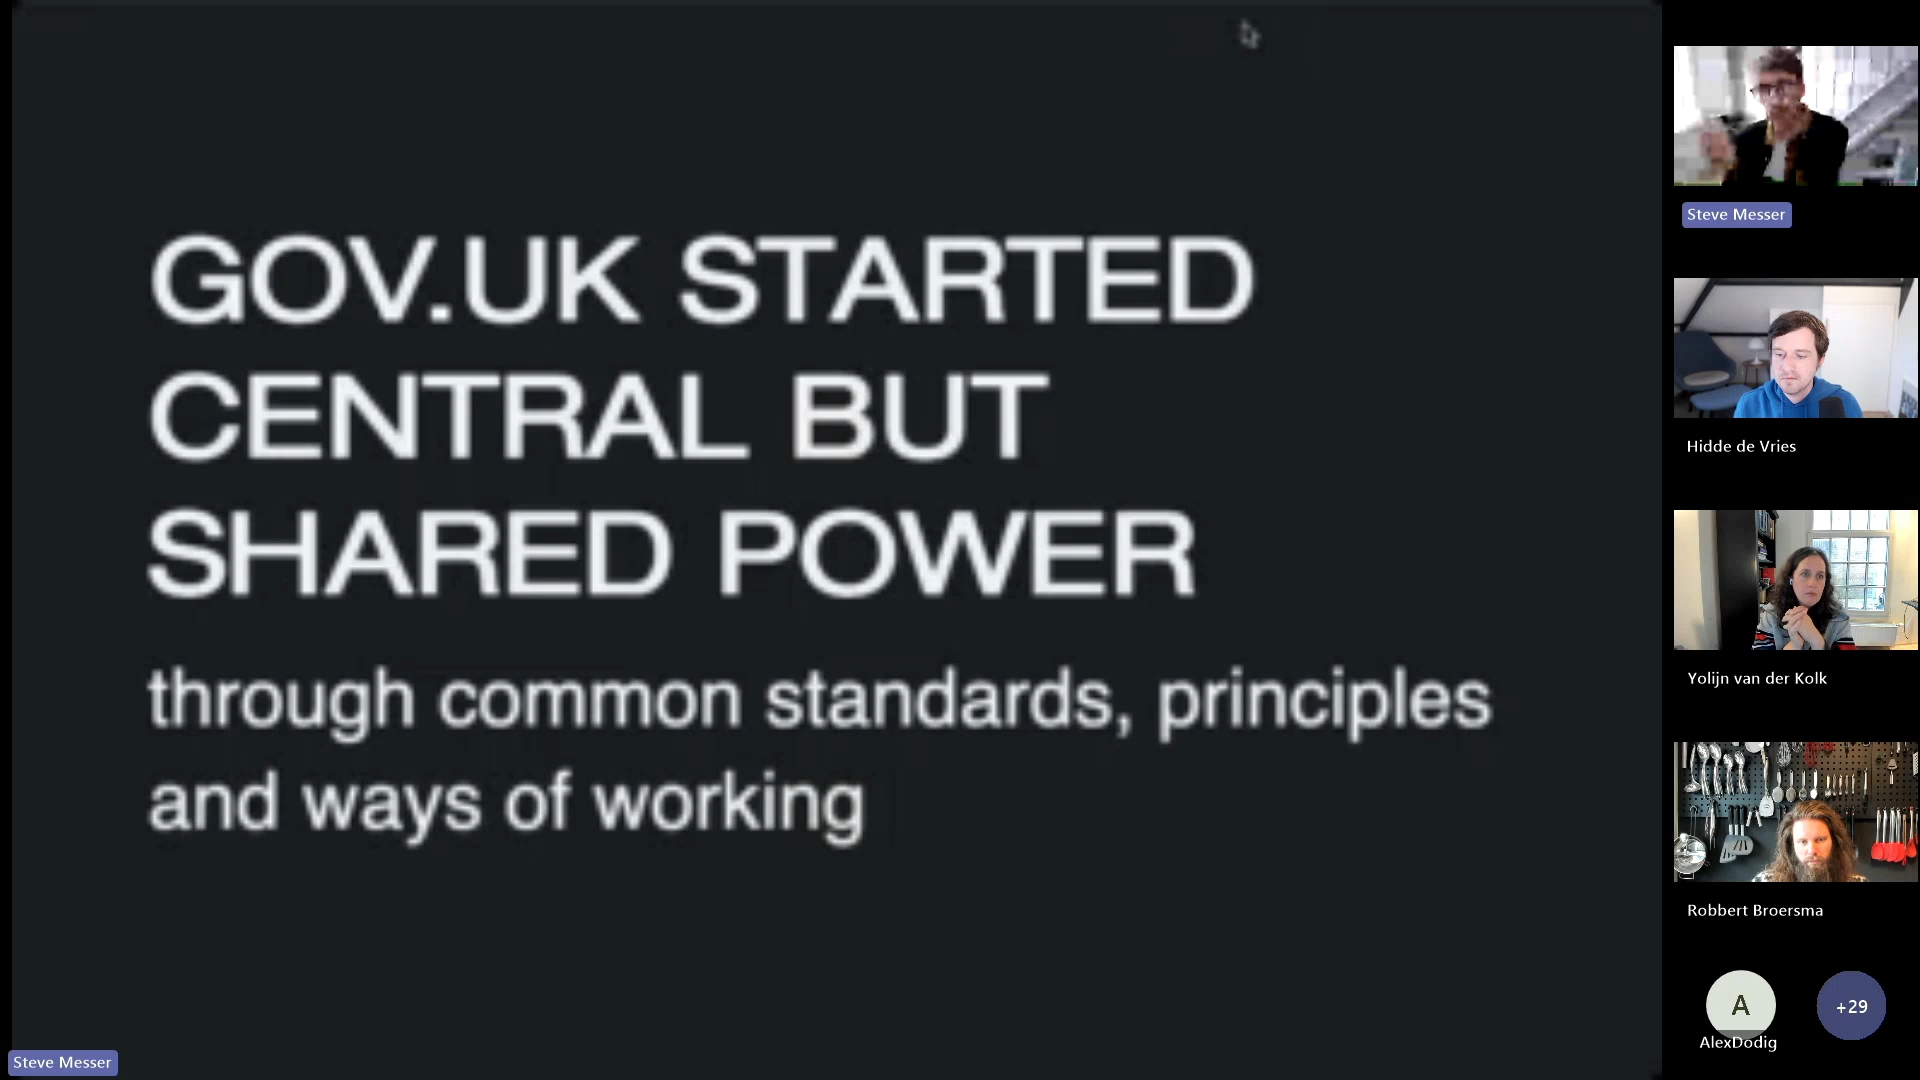 GOV.UK STARTED
CENTRAL BUT
SHARED POWER
through common standards, principles
and ways of working
Steve Messer
Steve Messer
Hidde de Vries
Yolijn van der Kolk
Robbert Broersma
A
AlexDodig
+29